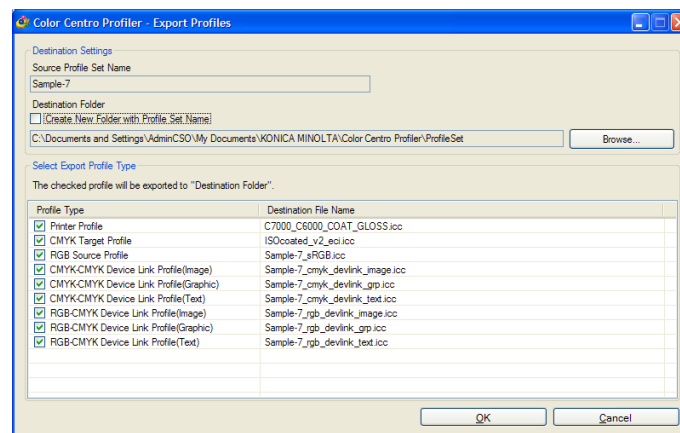 Color Centro Profiler - Export Profiles
Destination Settings
Source Profile Set Name
Sample-7
Destination Folder
Create New Folder with Profile Set Name
C:\Documents and Settings\AdminCSO\My Documents\KONICA MINOLTA\Color Centro Profiler\ProfileSet
Browse...
Select Export Profile Type
The checked profile will be exported to "Destination Folder".
Profile Type Destination File Name
Printer Profile C7000_C6000_COAT_GLOSS.icc
CMYK Target Profile ISOcoated_v2_eci.icc
RGB Source Profile Sample-7_sRGB.icc
CMYK-CMYK Device Link Profile(Image) Sample-7_cmyk_devlink_image.icc
CMYK-CMYK Device Link Profile(Graphic) Sample-7_cmyk_devlink_grp.icc
CMYK-CMYK Device Link Profile(Text) Sample-7_cmyk_devlink_text.icc
RGB-CMYK Device Link Profile(Image) Sample-7_rgb_devlink_image.icc
RGB-CMYK Device Link Profile(Graphic) Sample-7_rgb_devlink_grp.icc
RGB-CMYK Device Link Profile(Text) Sample-7_rgb_devlink_text.icc
OK Cancel